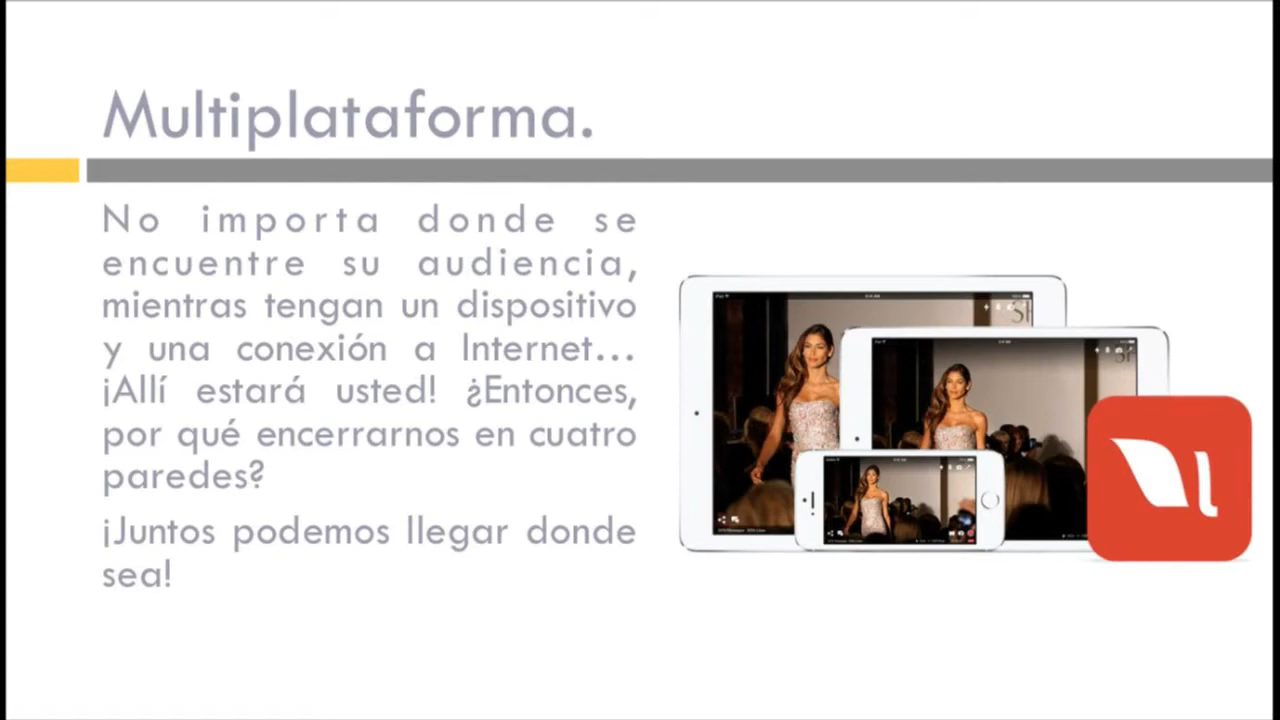 Multiplataforma.
No importa donde se
encuentre su audiencia,
mientras tengan un dispositivo
y una conexión a Internet...
¡Allí estará usted! ¿Entonces,
por qué encerrarnos en cuatro
paredes?
¡Juntos podemos llegar donde
sea!